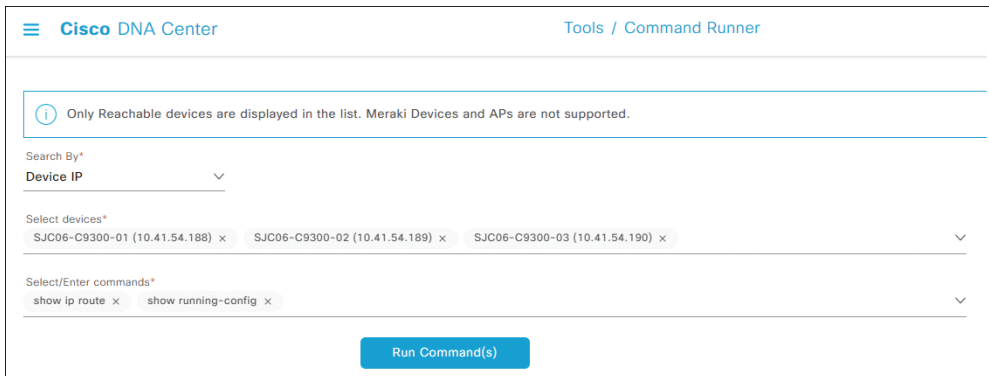 Cisco DNA Center
Tools / Command Runner
Only Reachable devices are displayed in the list. Meraki Devices and APs are not supported.
Search By*
Device IP
Select devices*
SJC06-C9300-01 (10.41.54.188) × SJC06-C9300-02 (10.41.54.189) × SJC06-C9300-03 (10.41.54.190) ×
Select/Enter commands*
show ip route × show running-config ×
Run Command(s)